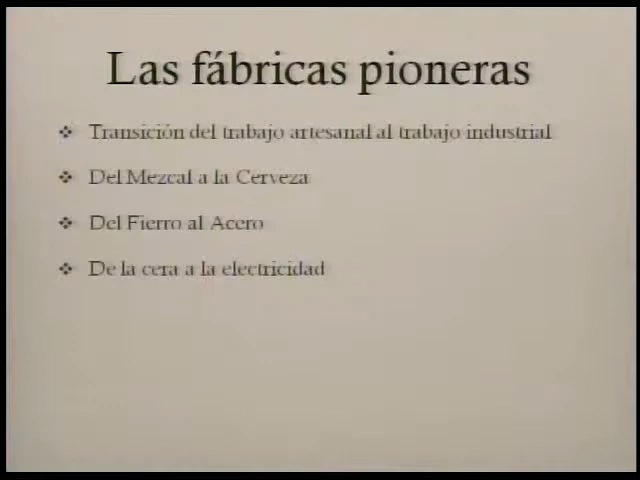 Las fábricas pioneras
❖ Transición del trabajo artesanal al trabajo industrial
❖ Del Mezcal a la Cerveza
❖ Del Fierro al Acero
❖ De la cera a la electricidad